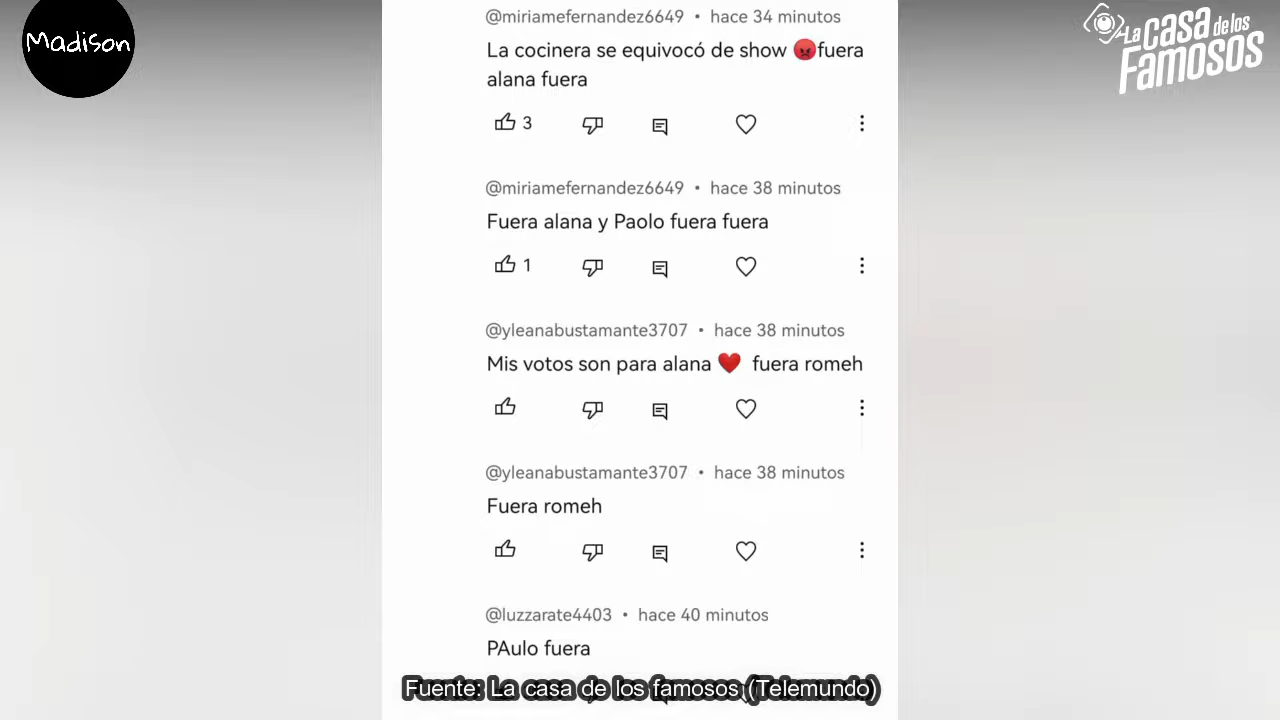 Madison
La casa de los famosos
@miriamefernandez6649 • hace 34 minutos
La cocinera se equivocó de show 😡fuera
alana fuera
3
@miriamefernandez6649 • hace 38 minutos
Fuera alana y Paolo fuera fuera
1
@yleanabustamante3707 • hace 38 minutos
Mis votos son para alana ❤️ fuera romeh
@yleanabustamante3707 • hace 38 minutos
Fuera romeh
@luzzarate4403 • hace 40 minutos
PAulo fuera
Fuente: La casa de los famosos (Telemundo)